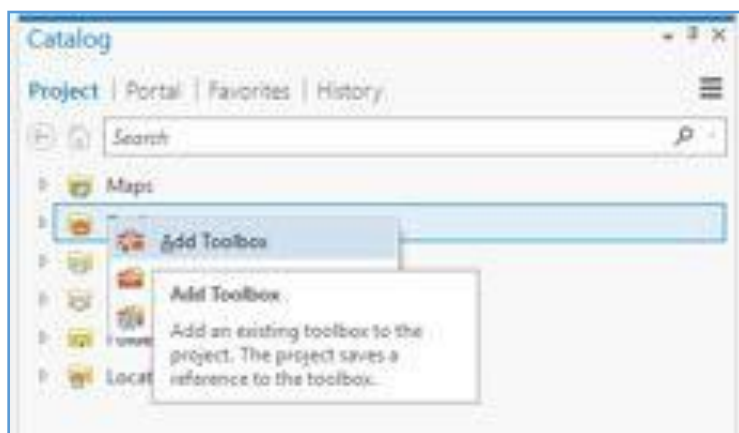 Catalog
Project | Portal | Favorites | History
Search
Maps
Add Toolbox
Add Toolbox
Add an existing toolbox to the
project. The project saves a
reference to the toolbox.
Locat